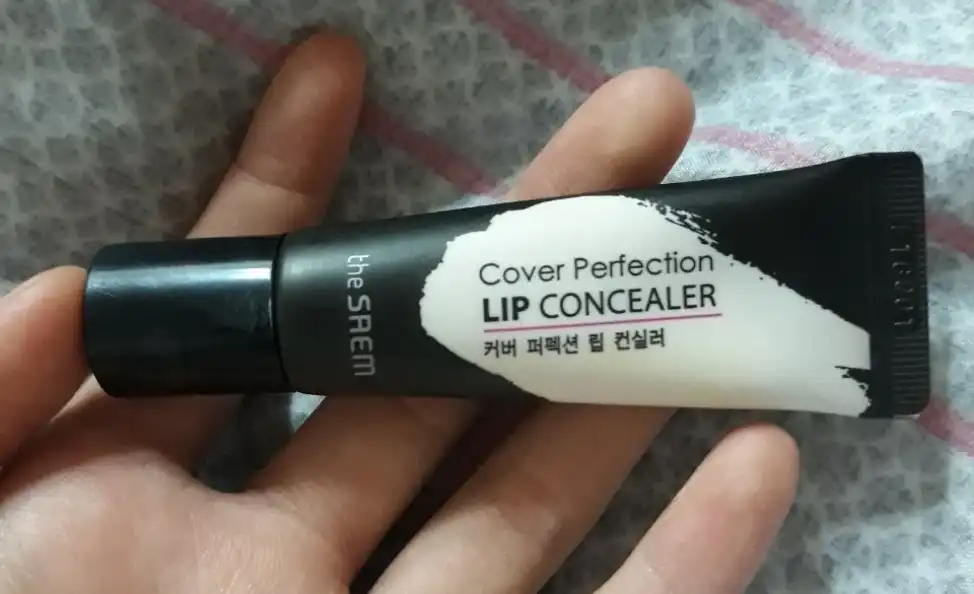 the SAEM
Cover Perfection
LIP CONCEALER
커버 퍼펙션 립 컨실러